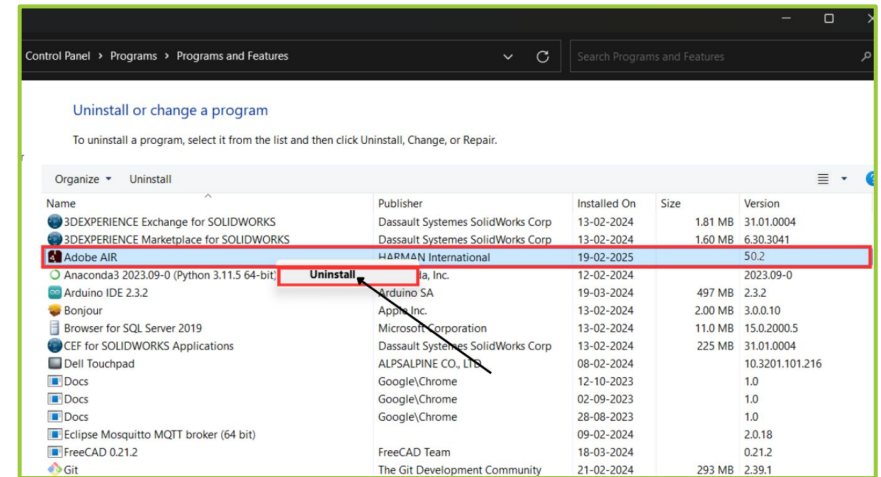 Control Panel > Programs > Programs and Features
Search Programs and Features
Uninstall or change a program
To uninstall a program, select it from the list and then click Uninstall, Change, or Repair.
Organize Uninstall
Name Publisher Installed On Size Version
3DEXPERIENCE Exchange for SOLIDWORKS Dassault Systemes SolidWorks Corp 13-02-2024 1.81 MB 31.01.0004
3DEXPERIENCE Marketplace for SOLIDWORKS Dassault Systemes SolidWorks Corp 13-02-2024 1.60 MB 6.30.3041
Adobe AIR HARMAN International 19-02-2025 50.2
Anaconda3 2023.09-0 (Python 3.11.5 64-bit) Uninstall Inc. 12-02-2024 2023.09-0
Arduino IDE 2.3.2 Arduino SA 19-03-2024 497 MB 2.3.2
Bonjour Apple Inc. 13-02-2024 2.00 MB 3.0.0.10
Browser for SQL Server 2019 Microsoft Corporation 13-02-2024 11.0 MB 15.0.2000.5
CEF for SOLIDWORKS Applications Dassault Systemes SolidWorks Corp 13-02-2024 225 MB 31.01.0004
Dell Touchpad ALPSALPINE CO., LTD 08-02-2024 10.3201.101.216
Docs Google\Chrome 12-10-2023 1.0
Docs Google\Chrome 02-09-2023 1.0
Docs Google\Chrome 28-08-2023 1.0
Eclipse Mosquitto MQTT broker (64 bit) 09-02-2024 2.0.18
FreeCAD 0.21.2 FreeCAD Team 18-03-2024 0.21.2
Git The Git Development Community 21-02-2024 293 MB 2.39.1